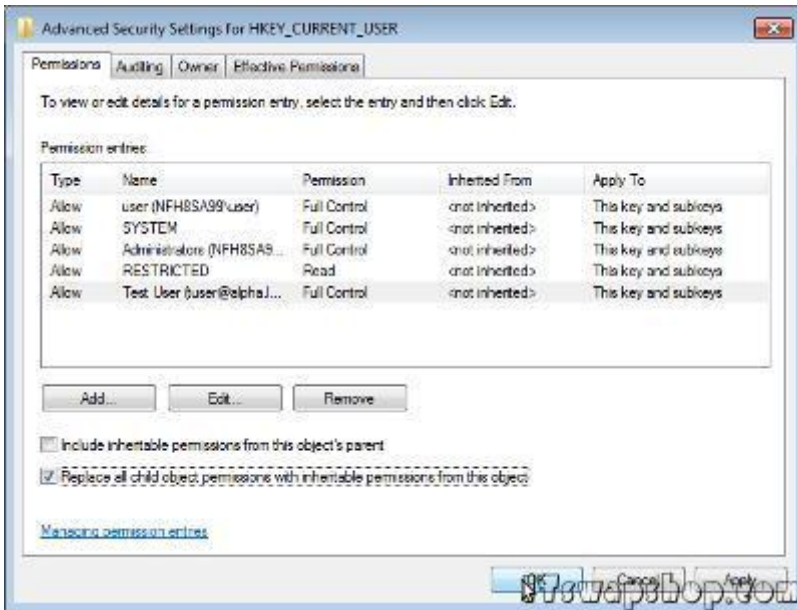 Advanced Security Settings for HKEY_CURRENT_USER
Permissions Auditing Owner Effective Permissions
To view or edit details for a permission entry, select the entry and then click Edit.
Permission entries:
Type Name Permission Inherited From Apply To
Allow user (NFH8SA99\user) Full Control <not inherited> This key and subkeys
Allow SYSTEM Full Control <not inherited> This key and subkeys
Allow Administrators (NFH8SA9... Full Control <not inherited> This key and subkeys
Allow RESTRICTED Read <not inherited> This key and subkeys
Allow Test User (tuser@alpha.l... Full Control <not inherited> This key and subkeys
Add... Edit... Remove
Include inheritable permissions from this object's parent
Replace all child object permissions with inheritable permissions from this object
Managing permission entries
OK Cancel Apply